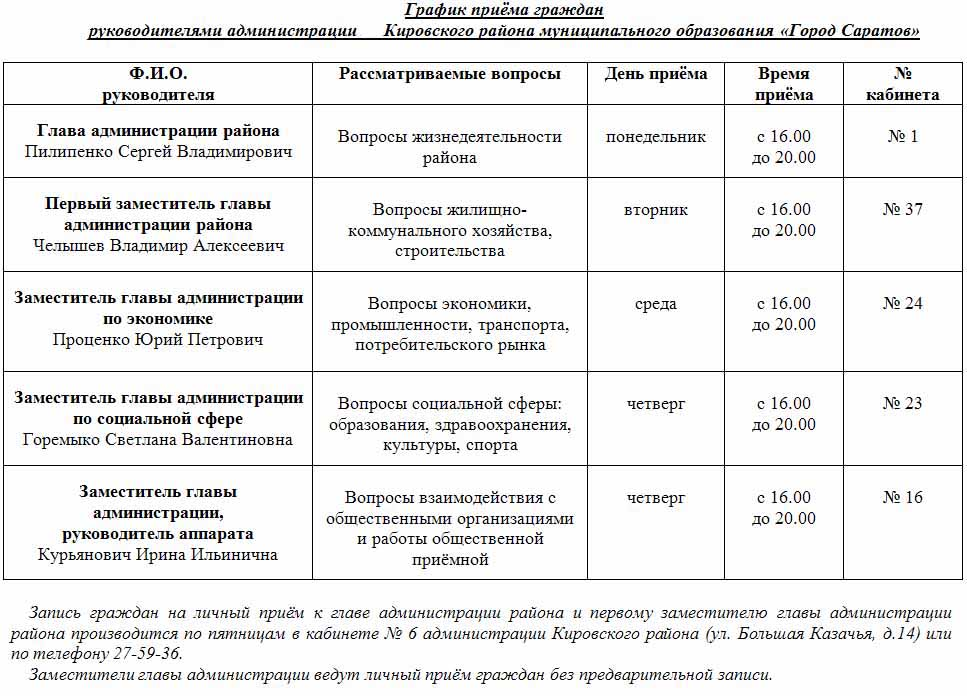 График приёма граждан
руководителями администрации Кировского района муниципального образования «Город Саратов»
Ф.И.О.
руководителя
Рассматриваемые вопросы
День приёма
Время
приёма
№
кабинета
Глава администрации района
Пилипенко Сергей Владимирович
Вопросы жизнедеятельности
района
понедельник
с 16.00
до 20.00
№ 1
Первый заместитель главы
администрации района
Челышев Владимир Алексеевич
Вопросы жилищно-
коммунального хозяйства,
строительства
вторник
с 16.00
до 20.00
№ 37
Заместитель главы администрации
по экономике
Проценко Юрий Петрович
Вопросы экономики,
промышленности, транспорта,
потребительского рынка
среда
с 16.00
до 20.00
№ 24
Заместитель главы администрации
по социальной сфере
Горемыко Светлана Валентиновна
Вопросы социальной сферы:
образования, здравоохранения,
культуры, спорта
четверг
с 16.00
до 20.00
№ 23
Заместитель главы
администрации,
руководитель аппарата
Курьянович Ирина Ильинична
Вопросы взаимодействия с
общественными организациями
и работы общественной
приёмной
четверг
с 16.00
до 20.00
№ 16
Запись граждан на личный приём к главе администрации района и первому заместителю главы администрации
района производится по пятницам в кабинете № 6 администрации Кировского района (ул. Большая Казачья, д.14) или
по телефону 27-59-36.
Заместители главы администрации ведут личный приём граждан без предварительной записи.